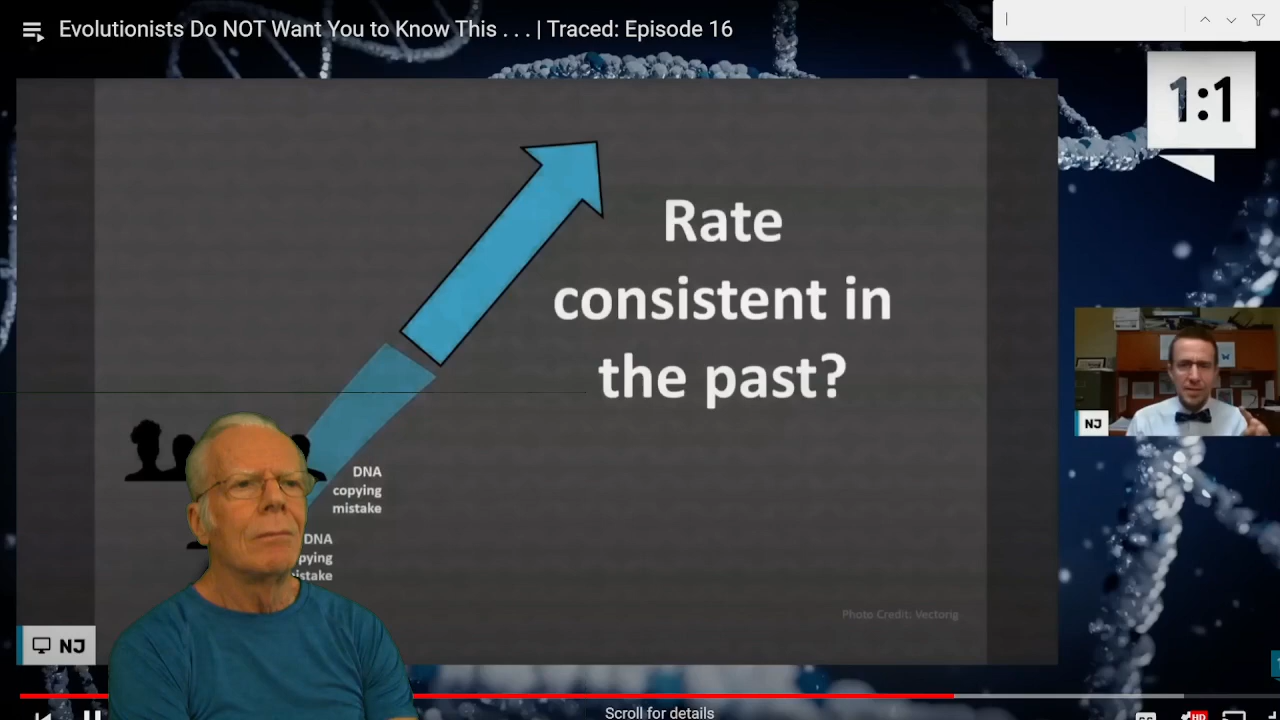 Evolutionists Do NOT Want You to Know This . . . | Traced: Episode 16
1:1
Rate
consistent in
the past?
NJ
DNA
copying
mistake
DNA
Photo Credit: Vectorig
NJ
Scroll for details
HD